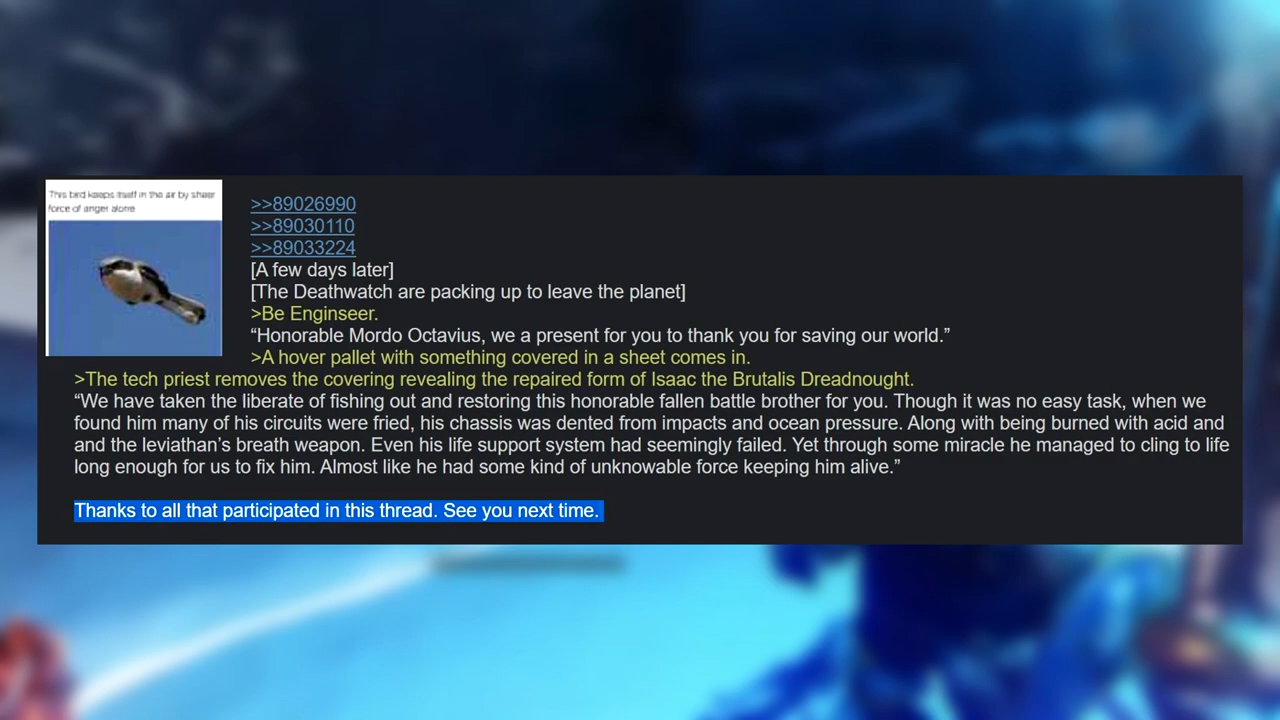 This bird keeps itself in the air by sheer
force of anger alone
>>89026990
>>89030110
>>89033224
[A few days later]
[The Deathwatch are packing up to leave the planet]
>Be Enginseer.
“Honorable Mordo Octavius, we a present for you to thank you for saving our world.”
>A hover pallet with something covered in a sheet comes in.
>The tech priest removes the covering revealing the repaired form of Isaac the Brutalis Dreadnought.
“We have taken the liberate of fishing out and restoring this honorable fallen battle brother for you. Though it was no easy task, when we
found him many of his circuits were fried, his chassis was dented from impacts and ocean pressure. Along with being burned with acid and
and the leviathan’s breath weapon. Even his life support system had seemingly failed. Yet through some miracle he managed to cling to life
long enough for us to fix him. Almost like he had some kind of unknowable force keeping him alive.”
Thanks to all that participated in this thread. See you next time.